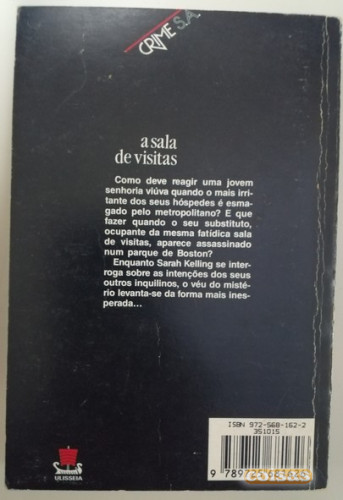 CRIME S.A.
a sala
de visitas
Como deve reagir uma jovem
senhoria viúva quando o mais irri-
tante dos seus hóspedes é esma-
gado pelo metropolitano? E que
fazer quando o seu substituto,
ocupante da mesma fatídica sala
de visitas, aparece assassinado
num parque de Boston?
Enquanto Sarah Kelling se inter-
roga sobre as intenções dos seus
outros inquilinos, o véu do misté-
rio levanta-se da forma mais ines-
perada...
ISBN 972-568-162-2
351015
ULISSEIA